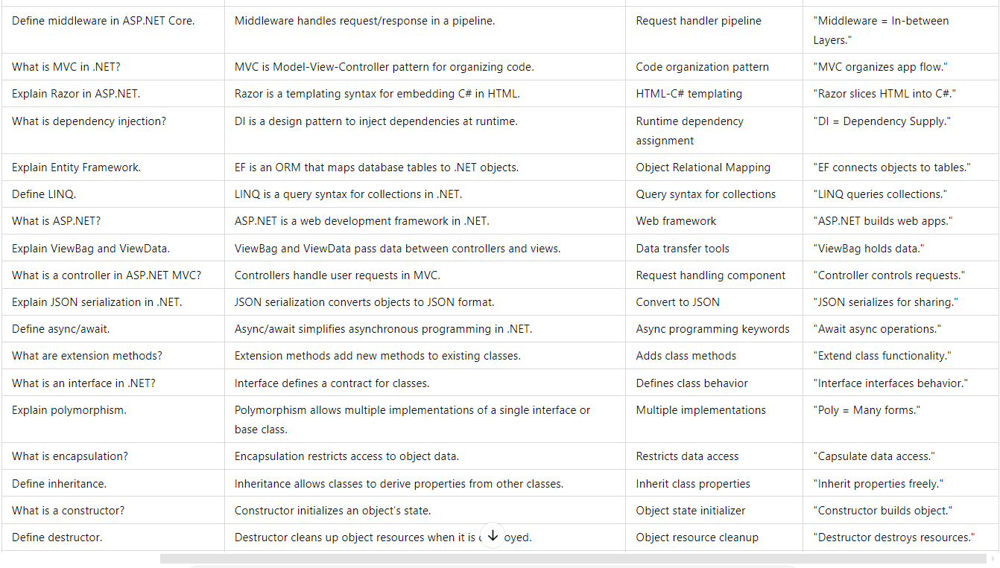 Define middleware in ASP.NET Core. Middleware handles request/response in a pipeline. Request handler pipeline "Middleware = In-between
Layers."
What is MVC in .NET? MVC is Model-View-Controller pattern for organizing code. Code organization pattern "MVC organizes app flow."
Explain Razor in ASP.NET. Razor is a templating syntax for embedding C# in HTML. HTML-C# templating "Razor slices HTML into C#."
What is dependency injection? DI is a design pattern to inject dependencies at runtime. Runtime dependency "DI = Dependency Supply."
assignment
Explain Entity Framework. EF is an ORM that maps database tables to .NET objects. Object Relational Mapping "EF connects objects to tables."
Define LINQ. LINQ is a query syntax for collections in .NET. Query syntax for collections "LINQ queries collections."
What is ASP.NET? ASP.NET is a web development framework in .NET. Web framework "ASP.NET builds web apps."
Explain ViewBag and ViewData. ViewBag and ViewData pass data between controllers and views. Data transfer tools "ViewBag holds data."
What is a controller in ASP.NET MVC? Controllers handle user requests in MVC. Request handling component "Controller controls requests."
Explain JSON serialization in .NET. JSON serialization converts objects to JSON format. Convert to JSON "JSON serializes for sharing."
Define async/await. Async/await simplifies asynchronous programming in .NET. Async programming keywords "Await async operations."
What are extension methods? Extension methods add new methods to existing classes. Adds class methods "Extend class functionality."
What is an interface in .NET? Interface defines a contract for classes. Defines class behavior "Interface interfaces behavior."
Explain polymorphism. Polymorphism allows multiple implementations of a single interface or Multiple implementations "Poly = Many forms."
base class.
What is encapsulation? Encapsulation restricts access to object data. Restricts data access "Capsulate data access."
Define inheritance. Inheritance allows classes to derive properties from other classes. Inherit class properties "Inherit properties freely."
What is a constructor? Constructor initializes an object's state. Object state initializer "Constructor builds object."
Define destructor. Destructor cleans up object resources when it is Object resource cleanup "Destructor destroys resources."